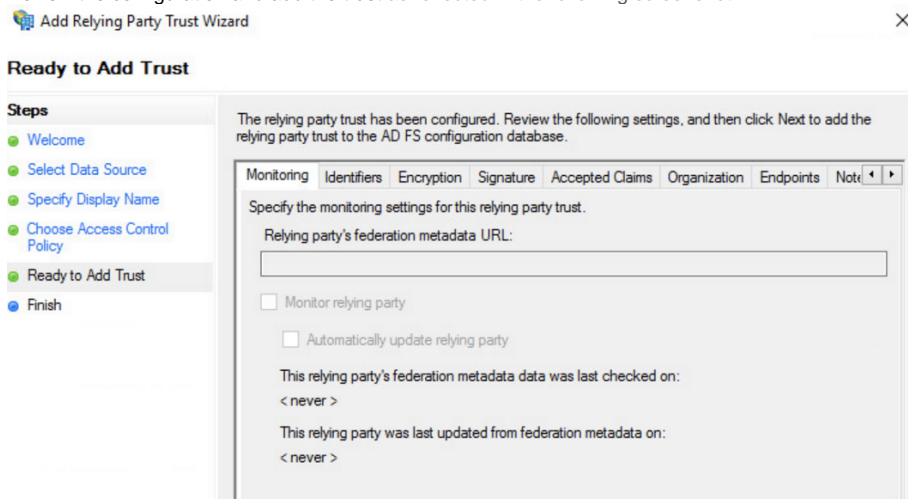 Add Relying Party Trust Wizard
Ready to Add Trust
Steps
Welcome
Select Data Source
Specify Display Name
Choose Access Control
Policy
Ready to Add Trust
Finish
The relying party trust has been configured. Review the following settings, and then click Next to add the
relying party trust to the AD FS configuration database.
Monitoring Identifiers Encryption Signature Accepted Claims Organization Endpoints Note
Specify the monitoring settings for this relying party trust.
Relying party's federation metadata URL:
Monitor relying party
Automatically update relying party
This relying party's federation metadata data was last checked on:
< never >
This relying party was last updated from federation metadata on:
< never >